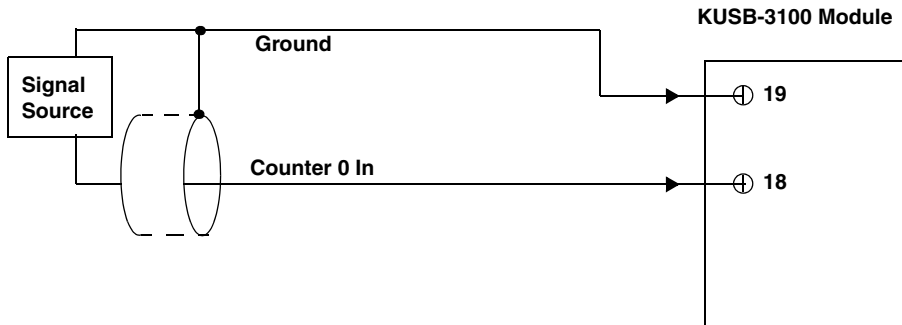 KUSB-3100 Module
Ground
Signal
Source
19
Counter 0 In
18